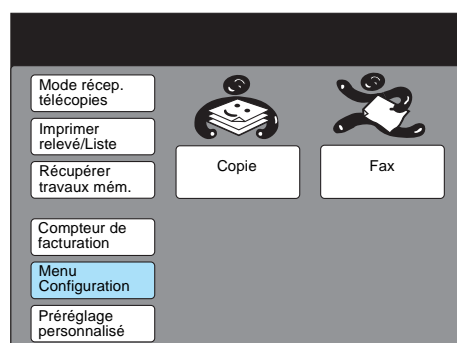 Mode récep.
télécopies
Imprimer
relevé/Liste
Récupérer
travaux mém.
Compteur de
facturation
Menu
Configuration
Préréglage
personnalisé
Copie
Fax